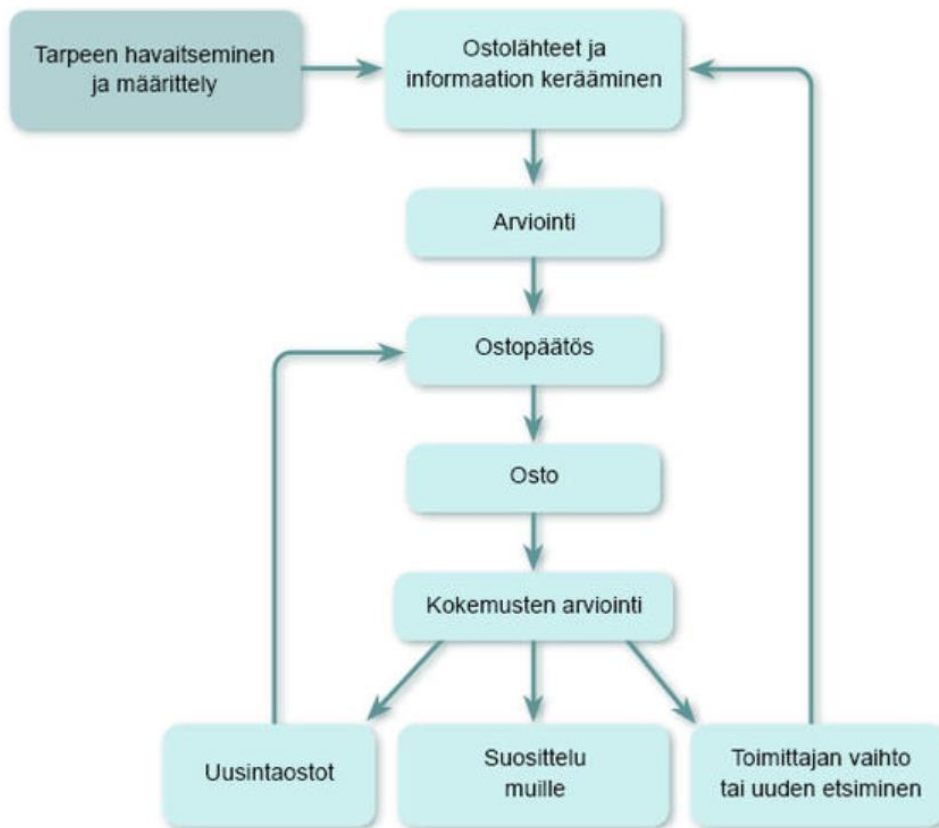 Tarpeen havaitseminen
ja määrittely
Ostolähteet ja
informaation kerääminen
Arviointi
Ostopäätös
Osto
Kokemusten arviointi
Uusintaostot
Suosittelu
muille
Toimittajan vaihto
tai uuden etsiminen